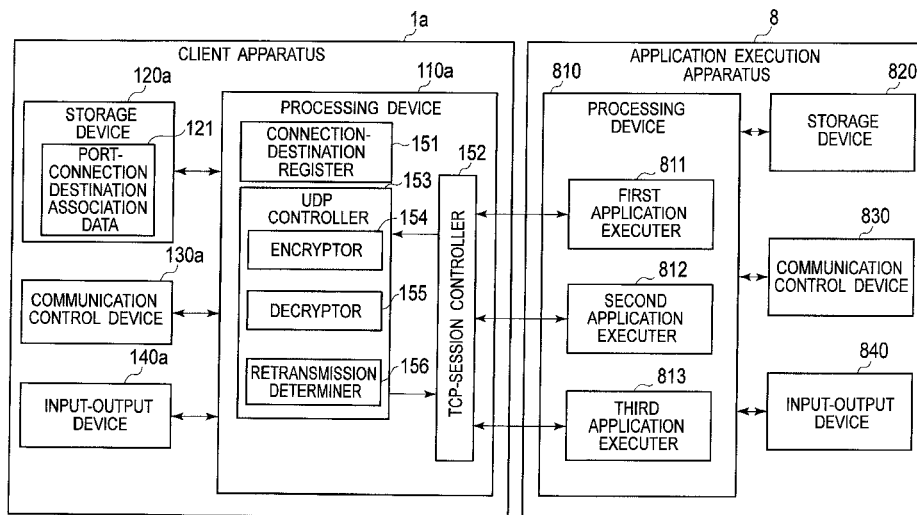 1a
CLIENT APPARATUS
120a
STORAGE
DEVICE
121
PORT-
CONNECTION
DESTINATION
ASSOCIATION
DATA
130a
COMMUNICATION
CONTROL DEVICE
140a
INPUT-OUTPUT
DEVICE
110a
PROCESSING DEVICE
CONNECTION-
DESTINATION
REGISTER
151
152
153
UDP
CONTROLLER
154
ENCRYPTOR
155
DECRYPTOR
156
RETRANSMISSION
DETERMINER
TCP-SESSION CONTROLLER
8
APPLICATION EXECUTION
APPARATUS
810
PROCESSING
DEVICE
811
FIRST
APPLICATION
EXECUTER
812
SECOND
APPLICATION
EXECUTER
813
THIRD
APPLICATION
EXECUTER
820
STORAGE
DEVICE
830
COMMUNICATION
CONTROL DEVICE
840
INPUT-OUTPUT
DEVICE